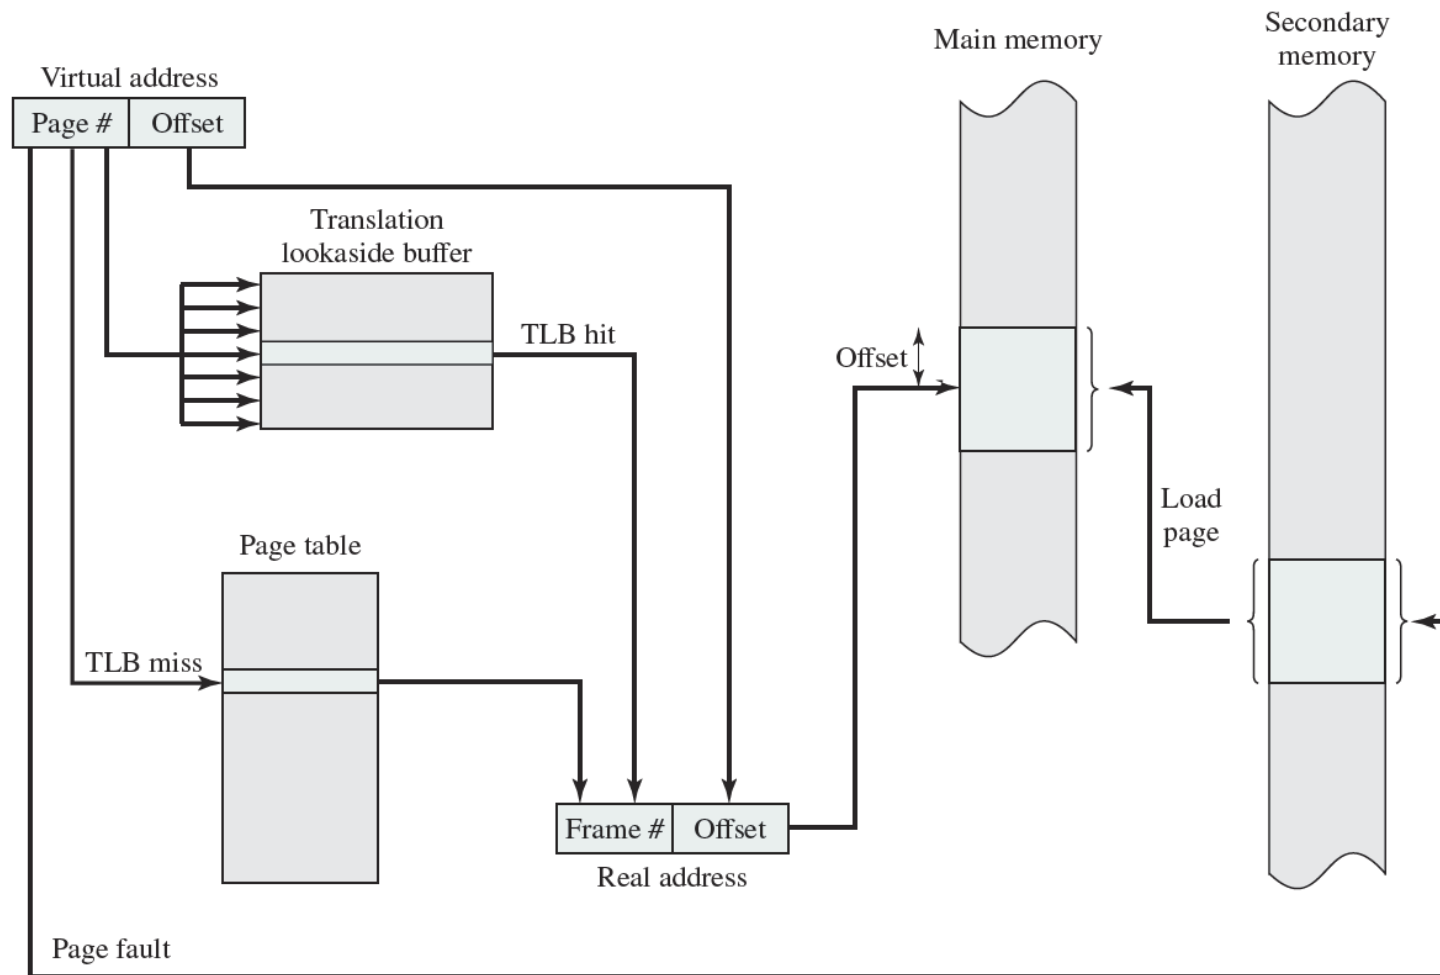 Main memory
Secondary
memory
Virtual address
Page #
Offset
Translation
lookaside buffer
TLB hit
Offset
Load
page
Page table
TLB miss
Frame #
Offset
Real address
Page fault